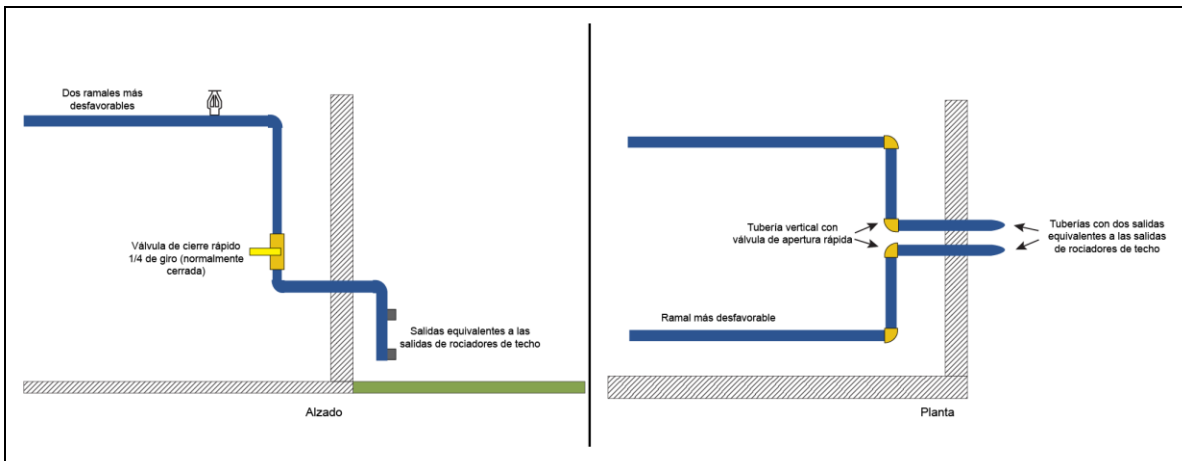 Dos ramales más
desfavorables
Válvula de cierre rápido
1/4 de giro (normalmente
cerrada)
Salidas equivalentes a las
salidas de rociadores de techo
Alzado
Tubería vertical con
válvula de apertura rápida
Tuberías con dos salidas
equivalentes a las salidas
de rociadores de techo
Ramal más desfavorable
Planta